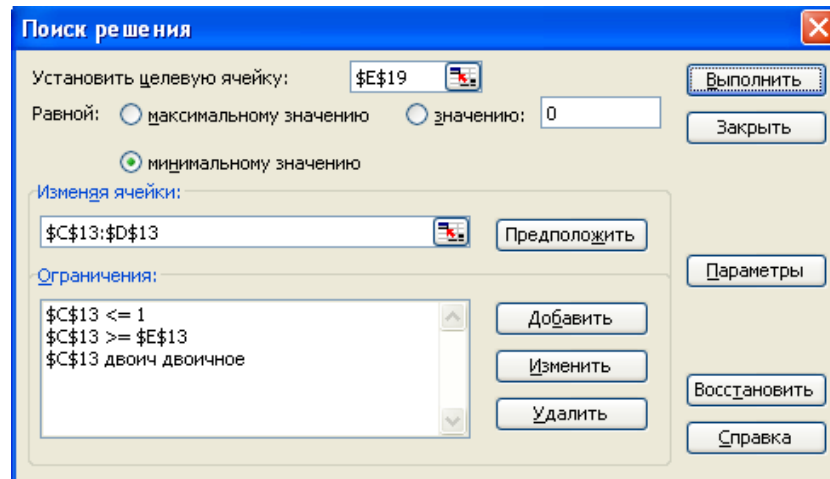 Поиск решения
Установить целевую ячейку: $E$19
Выполнить
Равной: максимальному значению значению: 0
Закрыть
минимальному значению
Изменяя ячейки:
$C$13:$D$13
Предположить
Параметры
Ограничения:
$C$13 <= 1
$C$13 >= $E$13
$C$13 двоич двоичное
Добавить
Изменить
Удалить
Восстановить
Справка